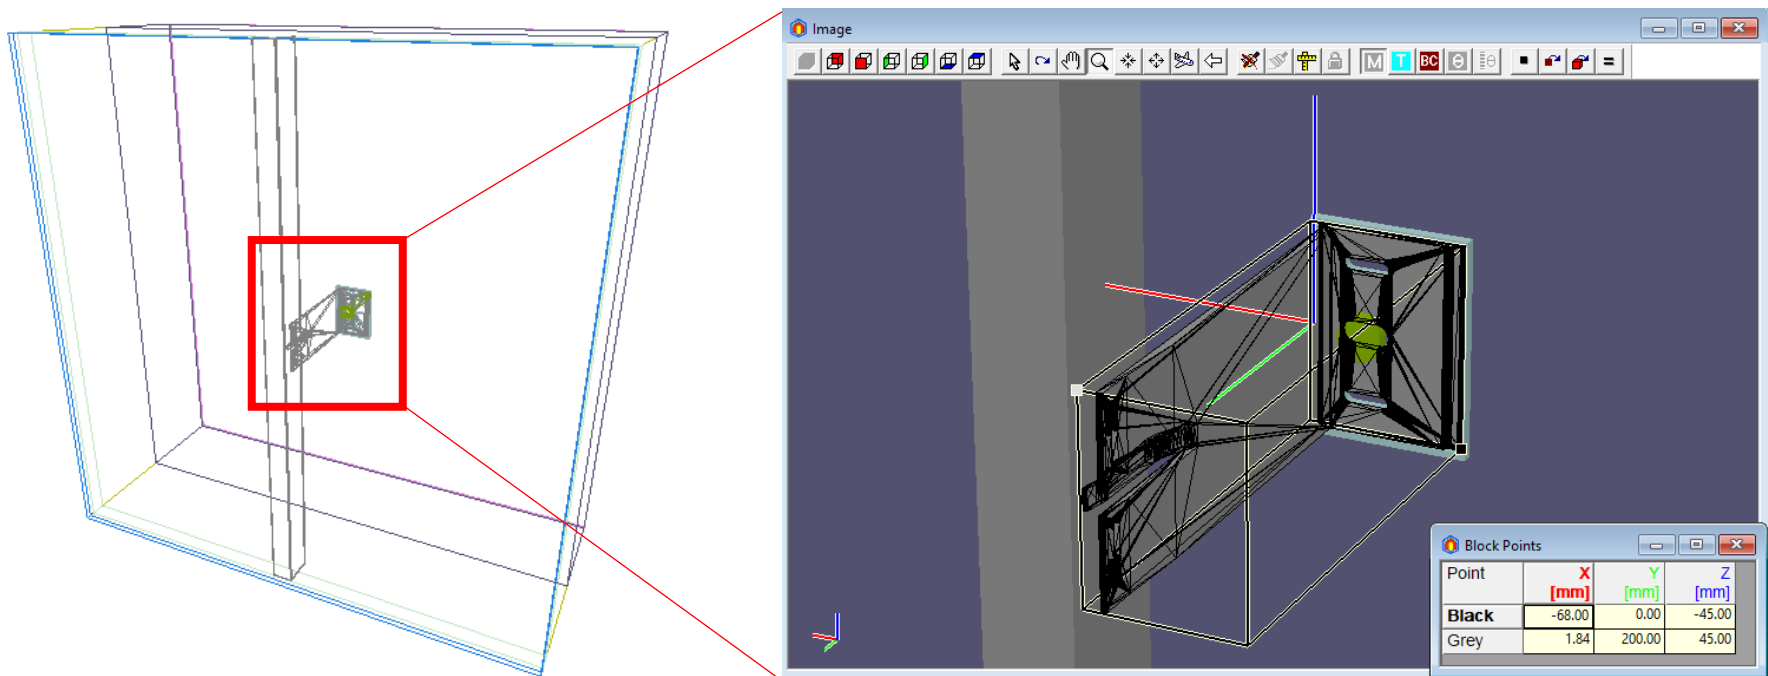 Image
M T BC θ θ
Block Points
Point X Y Z
[mm] [mm] [mm]
Black -68.00 0.00 -45.00
Grey 1.84 200.00 45.00